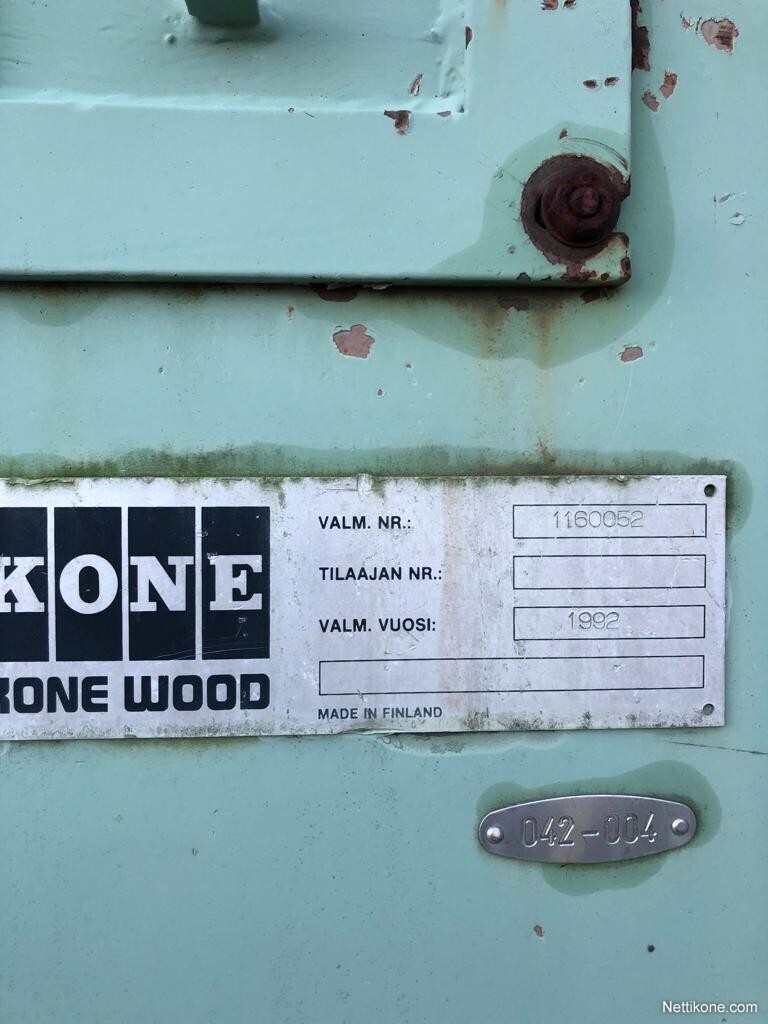 KONE
KONE WOOD
VALM. NR.: 1160052
TILAAJAN NR.:
VALM. VUOSI: 1992
MADE IN FINLAND
042-004
Nettikone.com